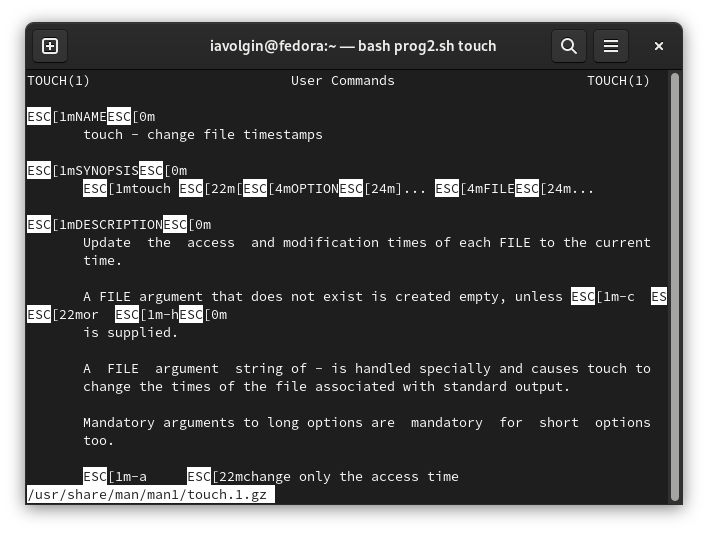 iavolgin@fedora:~ — bash prog2.sh touch
TOUCH(1) User Commands TOUCH(1)
ESC[1mNAMEESC[0m
touch - change file timestamps
ESC[1mSYNOPSISESC[0m
ESC[1mtouch ESC[22m[ESC[4mOPTIONESC[24m]... ESC[4mFILEESC[24m...
ESC[1mDESCRIPTIONESC[0m
Update the access and modification times of each FILE to the current
time.
A FILE argument that does not exist is created empty, unless ESC[1m-c ES
ESC[22mor ESC[1m-hESC[0m
is supplied.
A FILE argument string of - is handled specially and causes touch to
change the times of the file associated with standard output.
Mandatory arguments to long options are mandatory for short options
too.
ESC[1m-a ESC[22mchange only the access time
/usr/share/man/man1/touch.1.gz